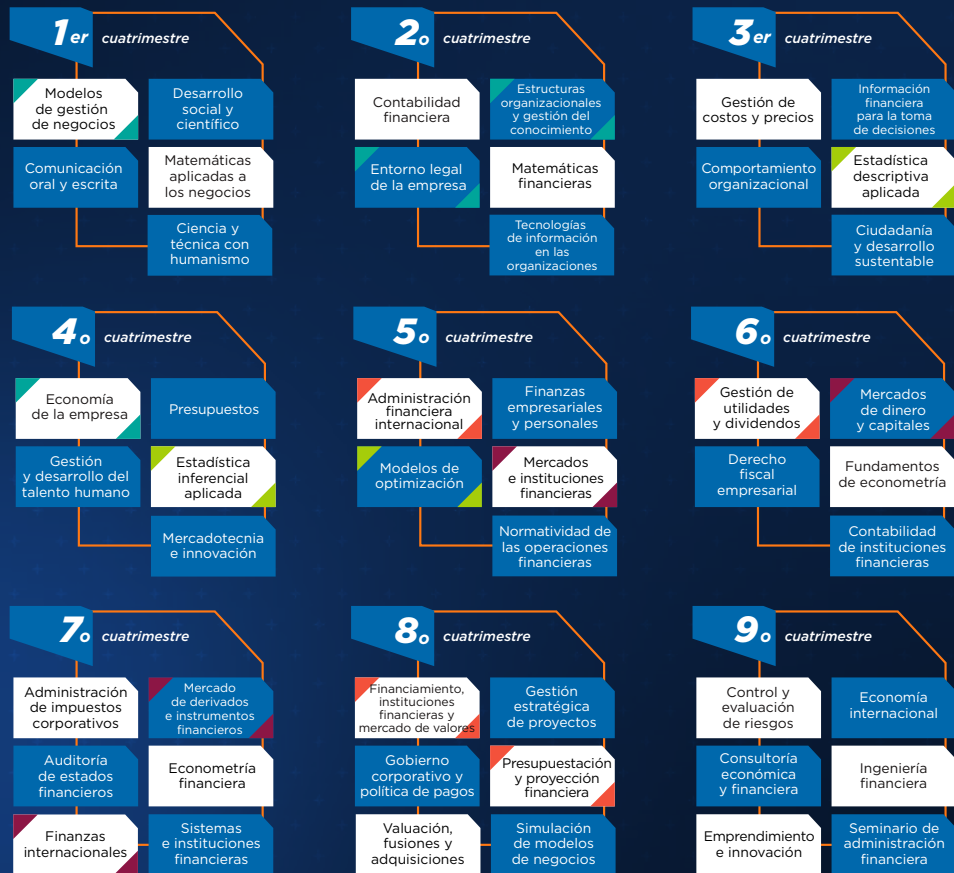 1er cuatrimestre
Modelos
de gestión
de negocios
Desarrollo
social y
científico
Comunicación
oral y escrita
Matemáticas
aplicadas a
los negocios
Ciencia y
técnica con
humanismo
2o cuatrimestre
Contabilidad
financiera
Estructuras
organizacionales
y gestión del
conocimiento
Entorno legal
de la empresa
Matemáticas
financieras
Tecnologías
de información
en las
organizaciones
3er cuatrimestre
Gestión de
costos y precios
Información
financiera
para la toma
de decisiones
Comportamiento
organizacional
Estadística
descriptiva
aplicada
Ciudadanía
y desarrollo
sustentable
4o cuatrimestre
Economía
de la empresa
Presupuestos
Gestión
y desarrollo del
talento humano
Estadística
inferencial
aplicada
Mercadotecnia
e innovación
5o cuatrimestre
Administración
financiera
internacional
Finanzas
empresariales
y personales
Modelos de
optimización
Mercados
e instituciones
financieras
Normatividad de
las operaciones
financieras
6o cuatrimestre
Gestión de
utilidades
y dividendos
Mercados
de dinero
y capitales
Derecho
fiscal
empresarial
Fundamentos
de econometría
Contabilidad
de instituciones
financieras
7o cuatrimestre
Administración
de impuestos
corporativos
Mercado
de derivados
e instrumentos
financieros
Auditoría
de estados
financieros
Econometría
financiera
Finanzas
internacionales
Sistemas
e instituciones
financieras
8o cuatrimestre
Financiamiento,
instituciones
financieras y
mercado de valores
Gestión
estratégica
de proyectos
Gobierno
corporativo y
política de pagos
Presupuestación
y proyección
financiera
Valuación,
fusiones y
adquisiciones
Simulación
de modelos
de negocios
9o cuatrimestre
Control y
evaluación
de riesgos
Economía
internacional
Consultoría
económica
y financiera
Ingeniería
financiera
Emprendimiento
e innovación
Seminario de
administración
financiera